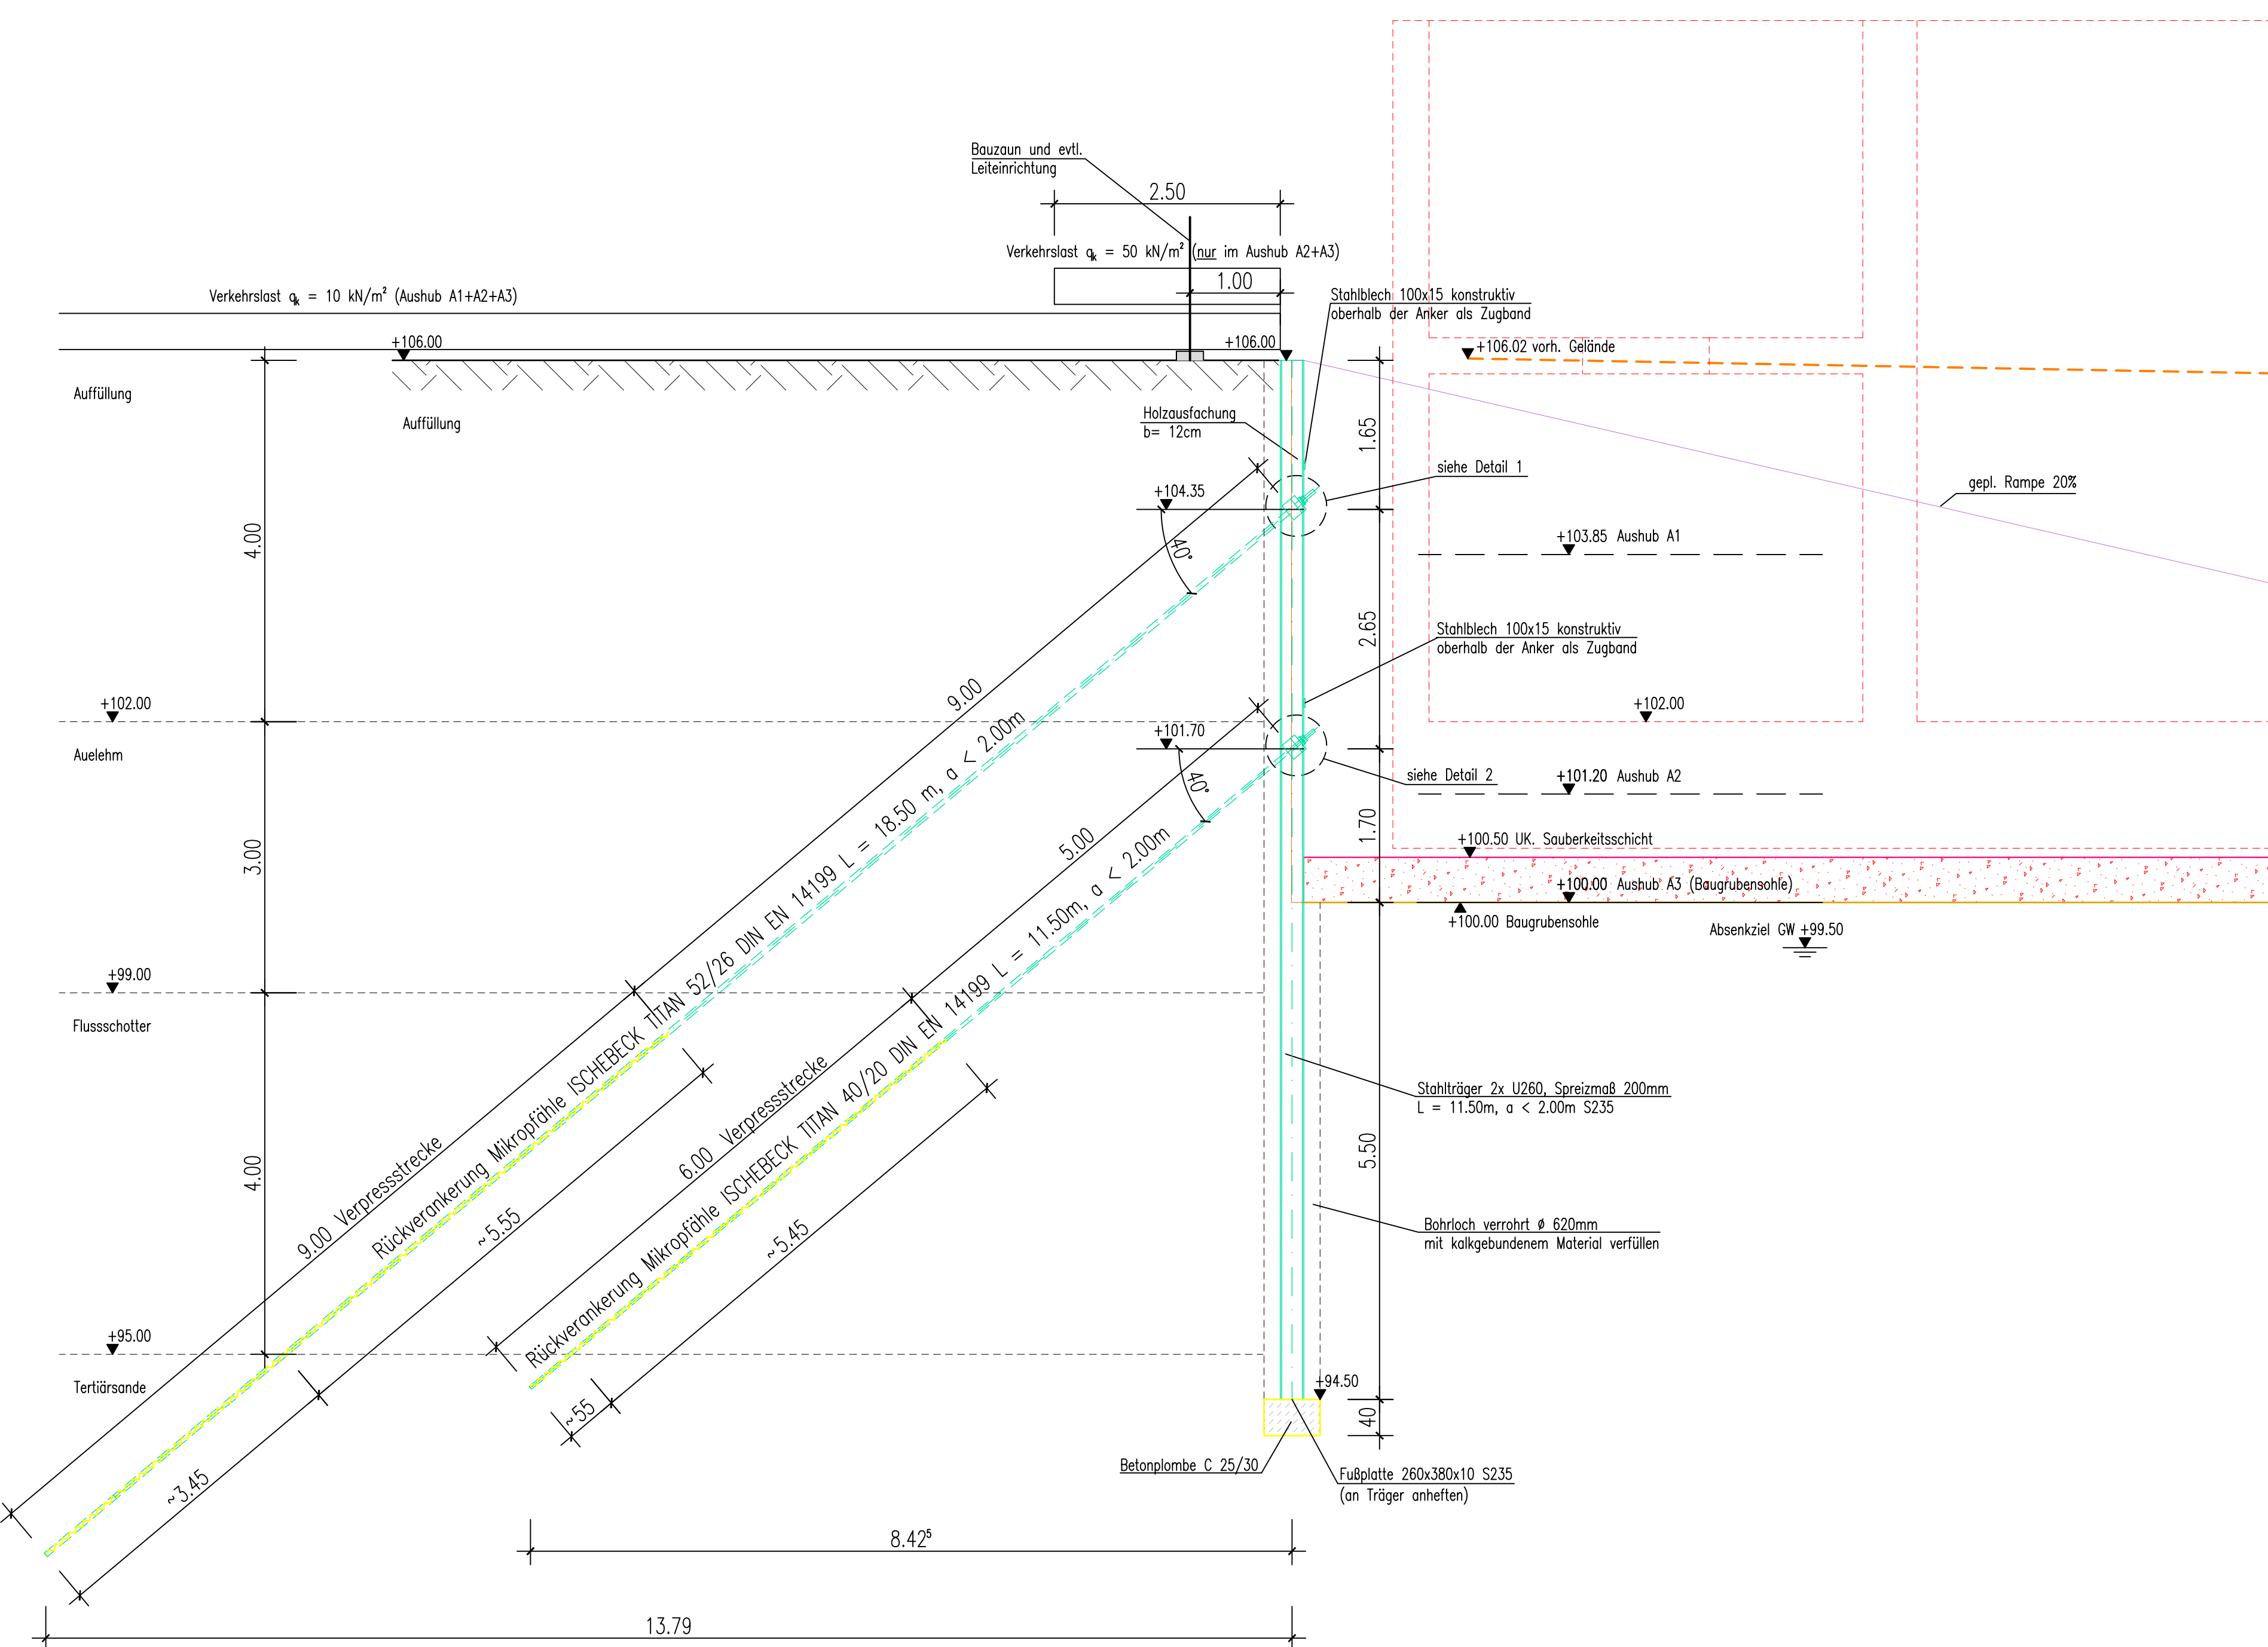 Bauzaun und evtl.
Leiteinrichtung
2.50
Verkehrslast qk = 50 kN/m² (nur im Aushub A2+A3)
1.00
Verkehrslast qk = 10 kN/m² (Aushub A1+A2+A3)
Stahlblech 100x15 konstruktiv
oberhalb der Anker als Zugband
+106.00
+106.00
+106.02 vorh. Gelände
Auffüllung
Auffüllung
Holzausfachung
b= 12cm
1.65
siehe Detail 1
gepl. Rampe 20%
+104.35
40°
4.00
+103.85 Aushub A1
2.65
Stahlblech 100x15 konstruktiv
oberhalb der Anker als Zugband
9.00
+102.00
+102.00
Auelehm
+101.70
40°
siehe Detail 2
+101.20 Aushub A2
1.70
5.00
3.00
+100.50 UK. Sauberkeitsschicht
+100.00 Aushub A3 (Baugrubensohle)
+100.00 Baugrubensohle
Absenkziel GW +99.50
+99.00
Flussschotter
Rückverankerung Mikropfähle ISCHEBECK TITAN 52/26 DIN EN 14199 L = 18.50 m, a < 2.00m
Rückverankerung Mikropfähle ISCHEBECK TITAN 40/20 DIN EN 14199 L = 11.50m, a < 2.00m
9.00 Verpressstrecke
6.00 Verpressstrecke
Stahlträger 2x U260, Spreizmaß 200mm
L = 11.50m, a < 2.00m S235
4.00
5.50
~5.55
~5.45
Bohrloch verrohrt ø 620mm
mit kalkgebundenem Material verfüllen
+95.00
Tertiärsande
+94.50
~55
40
~3.45
Betonplombe C 25/30
Fußplatte 260x380x10 S235
(an Träger anheften)
8.42⁵
13.79